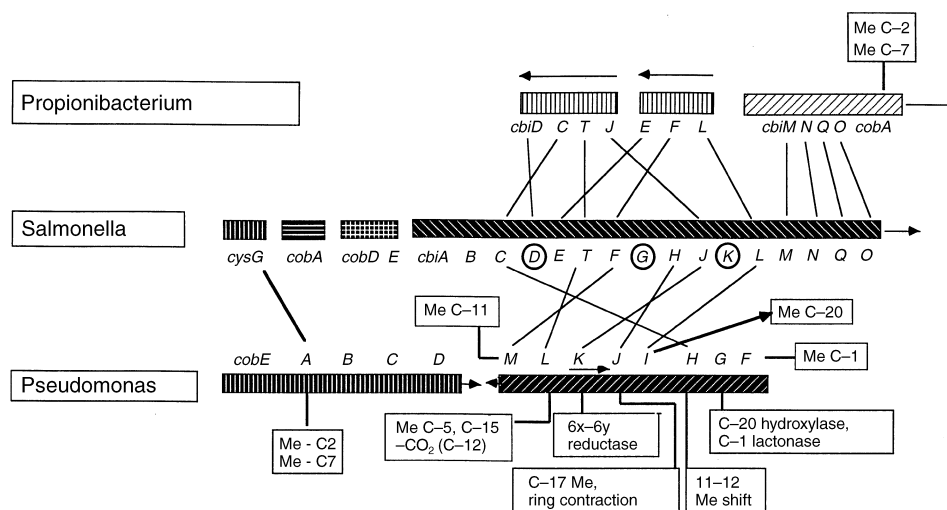 Me C–2
Me C–7
Propionibacterium
cbiD C T J E F L cbiM N Q O cobA
Salmonella
cysG cobA cobD E cbiA B C D E T F G H J K L M N Q O
Me C–11
Me C–20
cobE A B C D M L K J I H G F
Me C–1
Pseudomonas
Me - C2
Me - C7
Me C–5, C–15
–CO₂ (C–12)
6x–6y
reductase
C–20 hydroxylase,
C–1 lactonase
C–17 Me,
ring contraction
11–12
Me shift